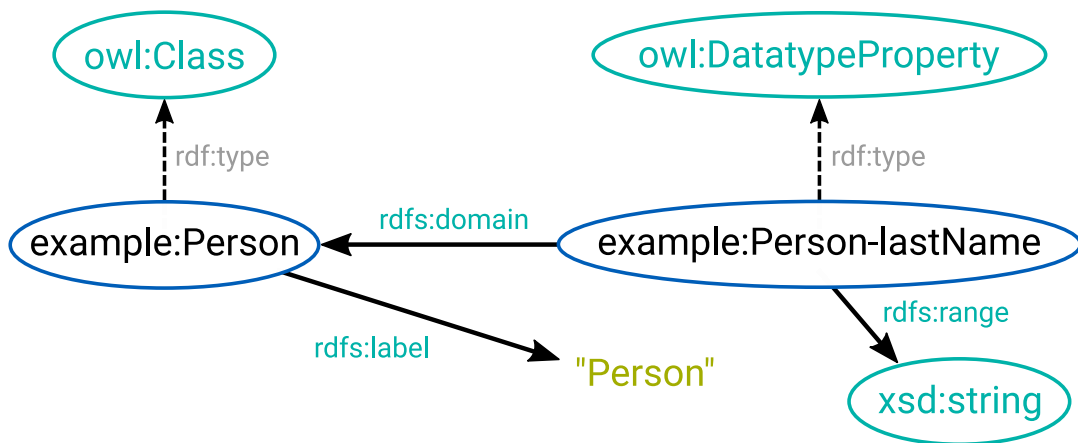 owl:Class
owl:DatatypeProperty
rdf:type
rdf:type
example:Person
rdfs:domain
example:Person-lastName
rdfs:label
rdfs:range
"Person"
xsd:string